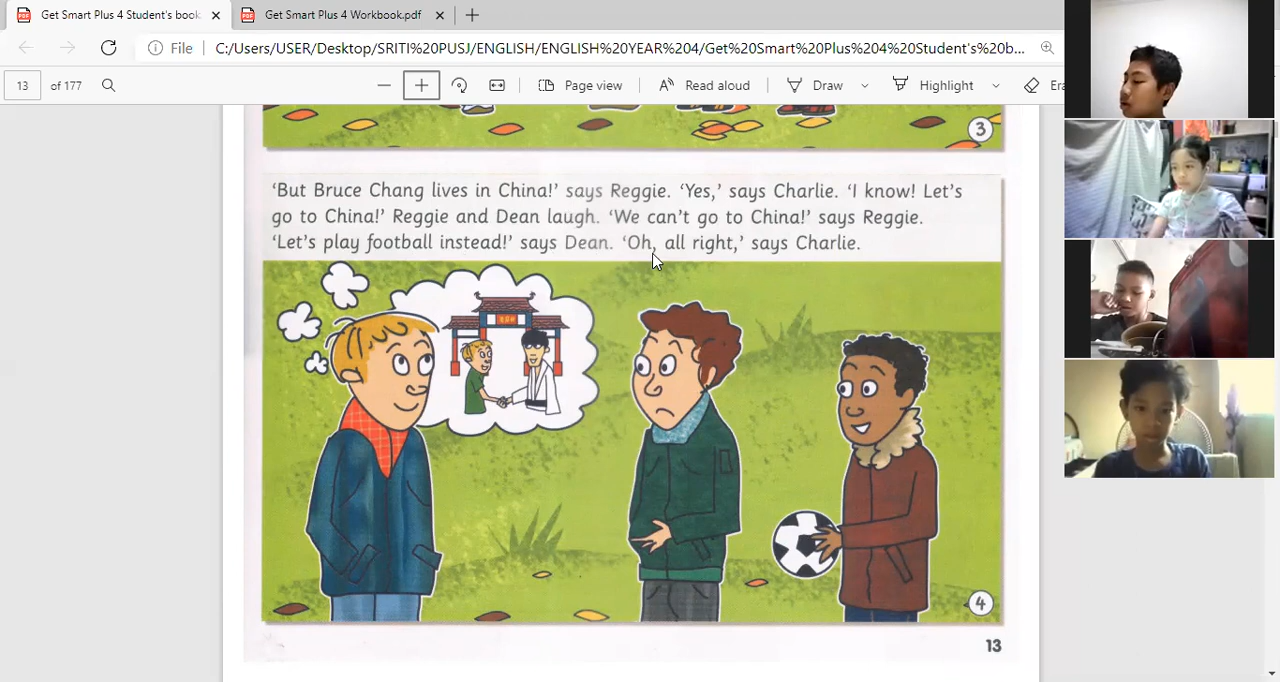 Get Smart Plus 4 Student's book
Get Smart Plus 4 Workbook.pdf
File
C:/Users/USER/Desktop/SRITI%20PUSJ/ENGLISH/ENGLISH%20YEAR%204/Get%20Smart%20Plus%204%20Student's%20b...
13 of 177
Page view
Read aloud
Draw
Highlight
Era
3
‘But Bruce Chang lives in China!’ says Reggie. ‘Yes,’ says Charlie. ‘I know! Let’s
go to China!’ Reggie and Dean laugh. ‘We can’t go to China!’ says Reggie.
‘Let’s play football instead!’ says Dean. ‘Oh, all right,’ says Charlie.
4
13